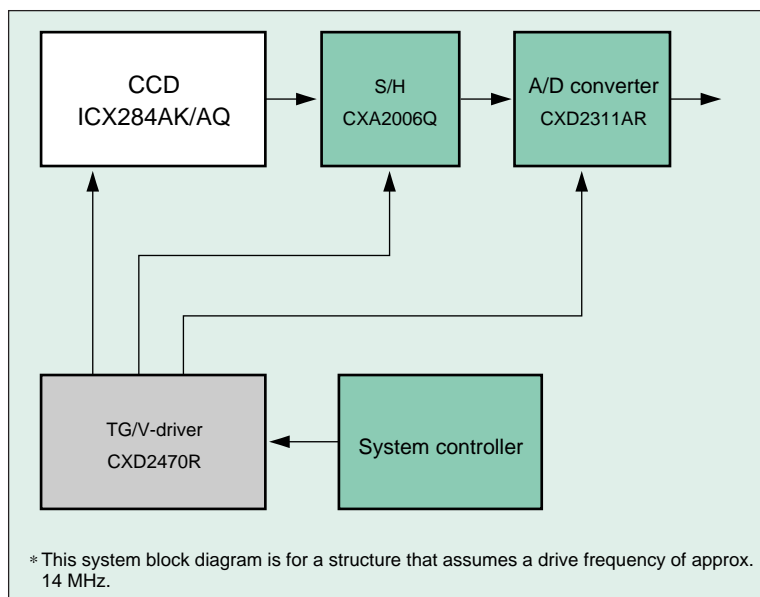 CCD
ICX284AK/AQ
S/H
CXA2006Q
A/D converter
CXD2311AR
TG/V-driver
CXD2470R
System controller
* This system block diagram is for a structure that assumes a drive frequency of approx.
14 MHz.